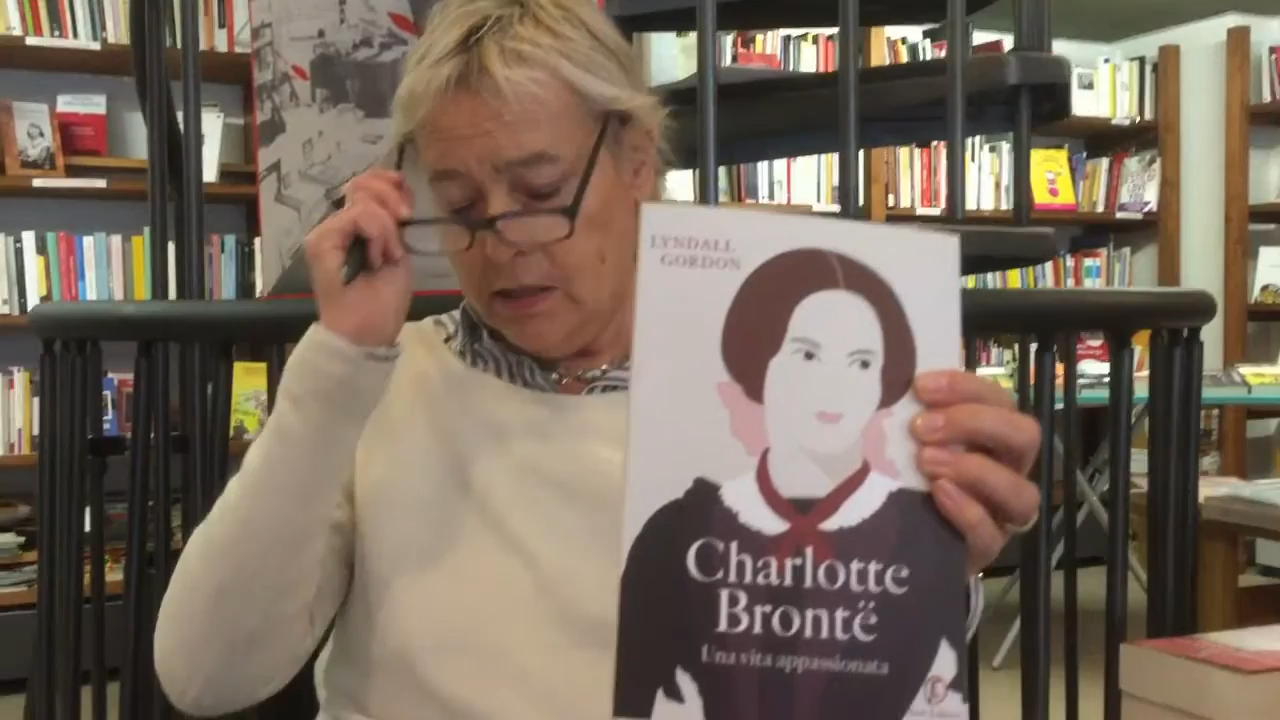 LYNDALL
GORDON
Charlotte
Brontë
Una vita appassionata